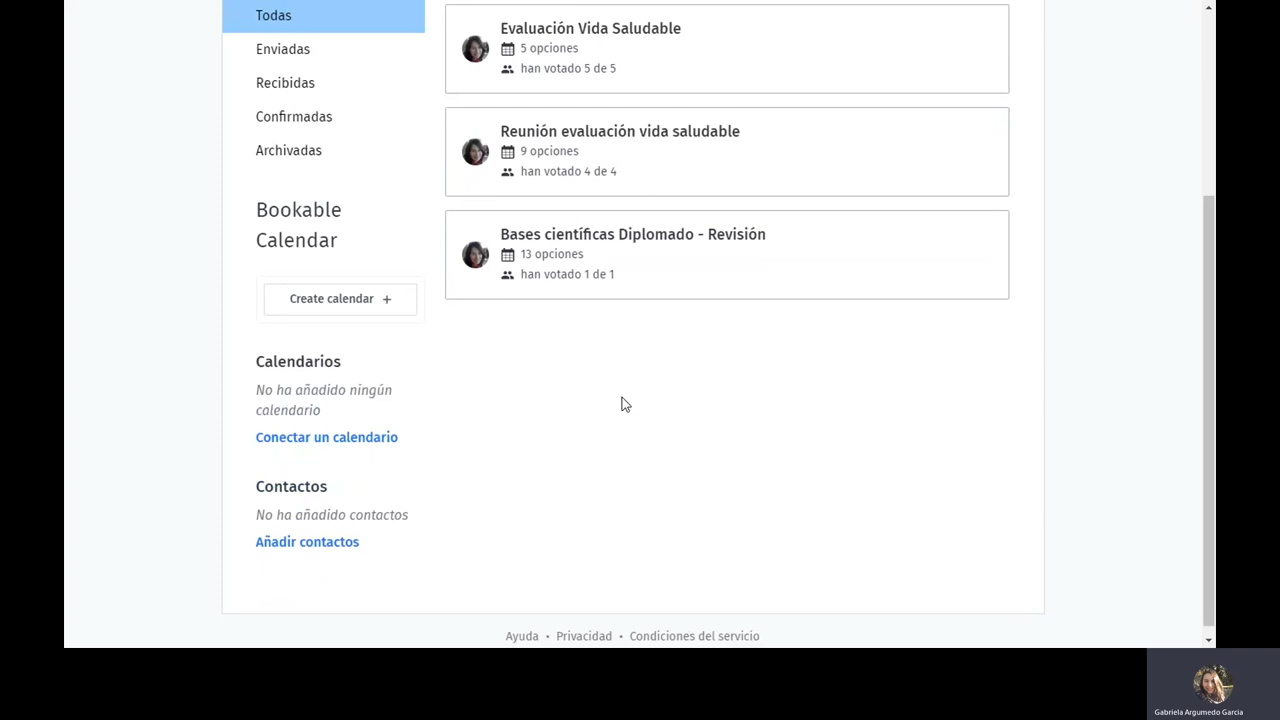 Todas
Enviadas
Recibidas
Confirmadas
Archivadas
Bookable
Calendar
Create calendar +
Calendarios
No ha añadido ningún
calendario
Conectar un calendario
Contactos
No ha añadido contactos
Añadir contactos
Evaluación Vida Saludable
5 opciones
han votado 5 de 5
Reunión evaluación vida saludable
9 opciones
han votado 4 de 4
Bases científicas Diplomado - Revisión
13 opciones
han votado 1 de 1
Ayuda • Privacidad • Condiciones del servicio
Gabriela Argumedo Garcia